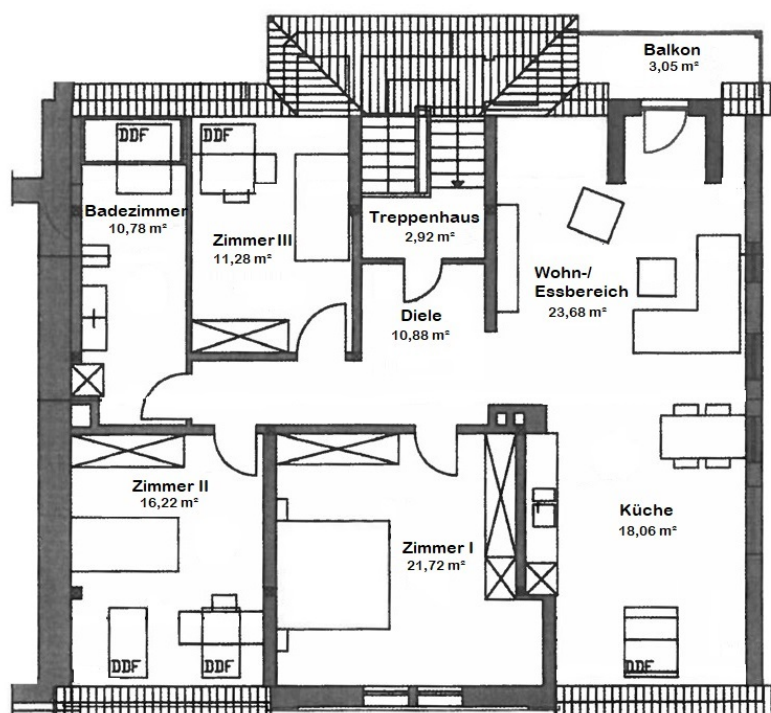 Balkon
3,05 m²
DDF
DDF
Badezimmer
10,78 m²
Zimmer III
11,28 m²
Treppenhaus
2,92 m²
Wohn-/
Essbereich
23,68 m²
Diele
10,88 m²
Zimmer II
16,22 m²
Zimmer I
21,72 m²
Küche
18,06 m²
DDF
DDF
DDF